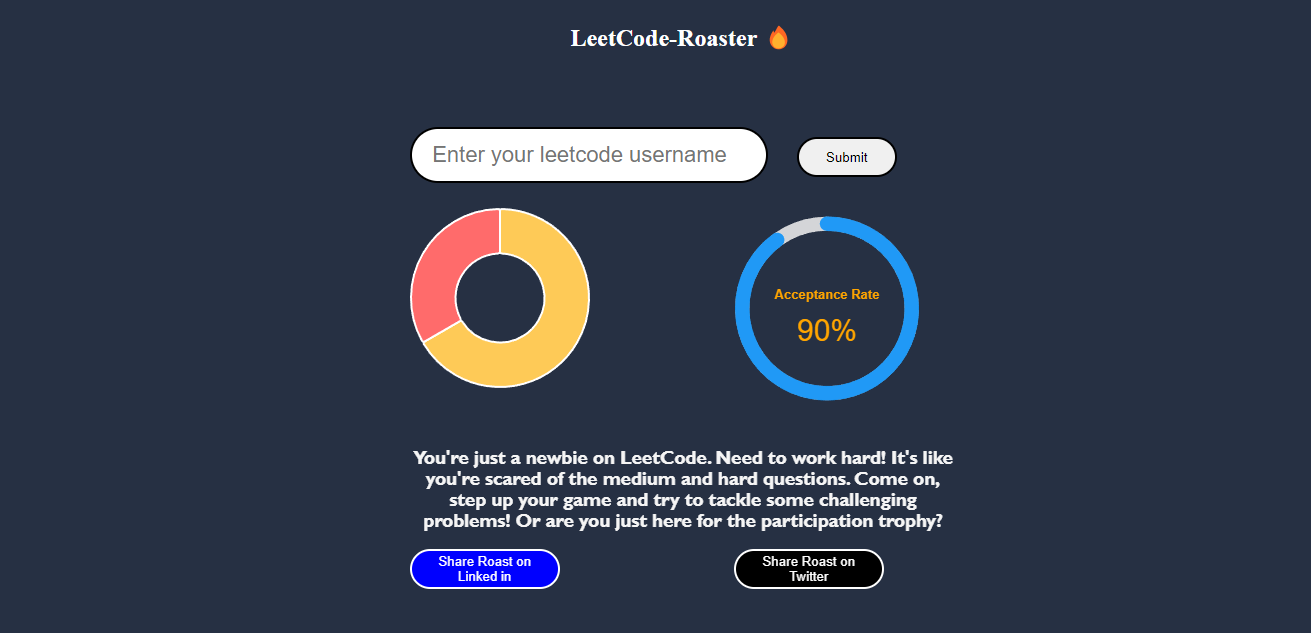 LeetCode-Roaster 🔥
Enter your leetcode username
Submit
Acceptance Rate
90%
You're just a newbie on LeetCode. Need to work hard! It's like
you're scared of the medium and hard questions. Come on,
step up your game and try to tackle some challenging
problems! Or are you just here for the participation trophy?
Share Roast on
Linked in
Share Roast on
Twitter